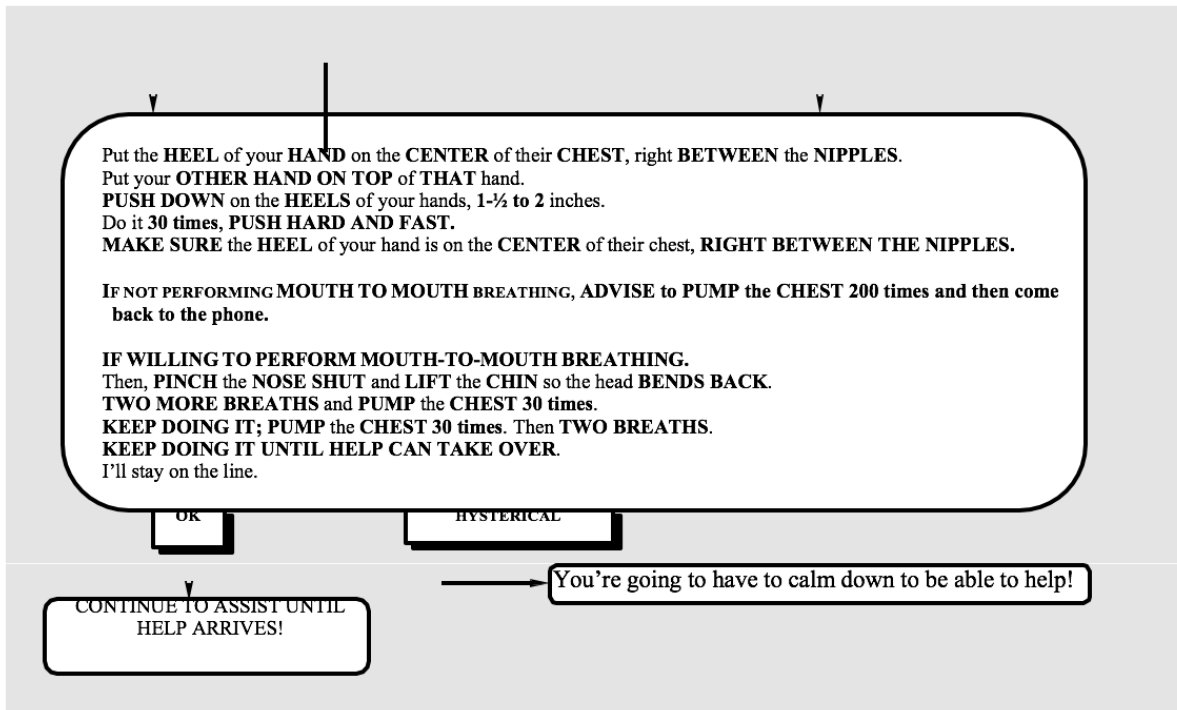 Put the HEEL of your HAND on the CENTER of their CHEST, right BETWEEN the NIPPLES.
Put your OTHER HAND ON TOP of THAT hand.
PUSH DOWN on the HEELS of your hands, 1-½ to 2 inches.
Do it 30 times, PUSH HARD AND FAST.
MAKE SURE the HEEL of your hand is on the CENTER of their chest, RIGHT BETWEEN THE NIPPLES.
IF NOT PERFORMING MOUTH TO MOUTH BREATHING, ADVISE to PUMP the CHEST 200 times and then come
back to the phone.
IF WILLING TO PERFORM MOUTH-TO-MOUTH BREATHING.
Then, PINCH the NOSE SHUT and LIFT the CHIN so the head BENDS BACK.
TWO MORE BREATHS and PUMP the CHEST 30 times.
KEEP DOING IT; PUMP the CHEST 30 times. Then TWO BREATHS.
KEEP DOING IT UNTIL HELP CAN TAKE OVER.
I'll stay on the line.
OK
HYSTERICAL
You're going to have to calm down to be able to help!
CONTINUE TO ASSIST UNTIL
HELP ARRIVES!